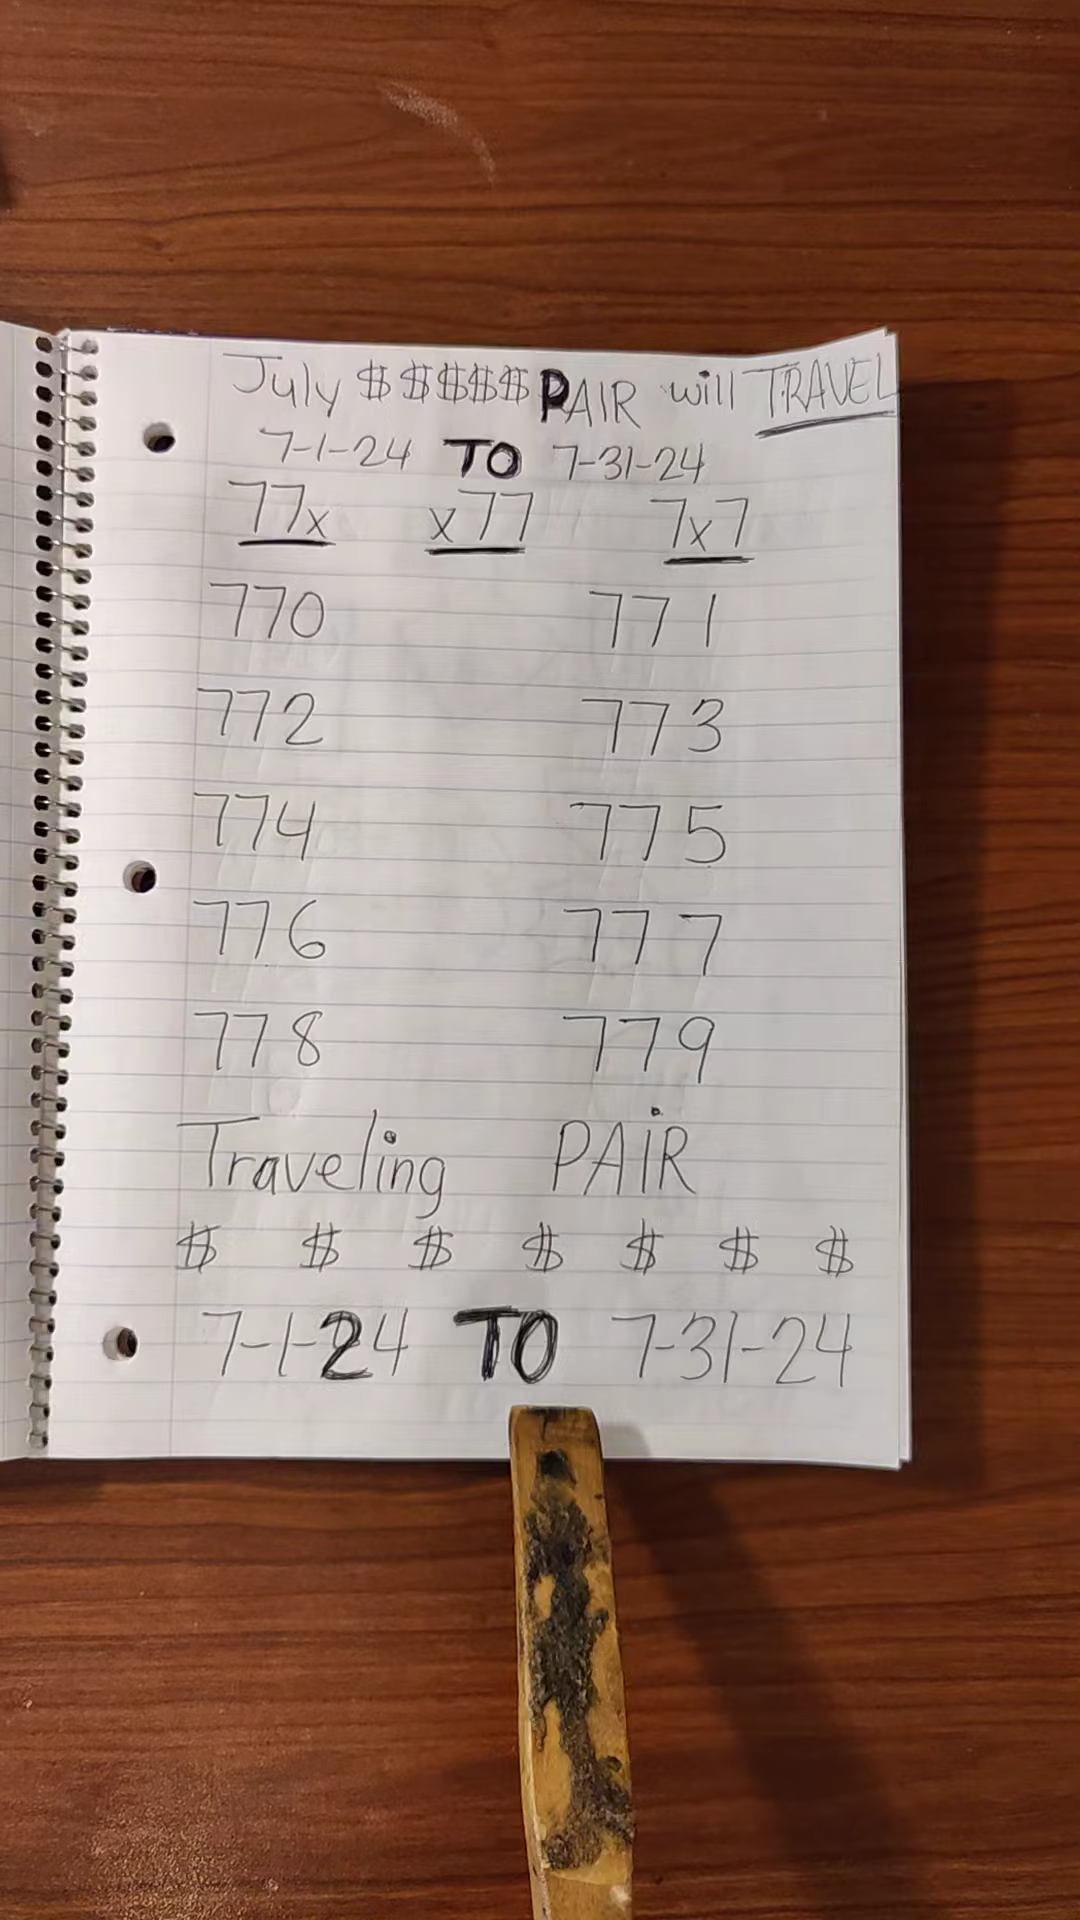 July $$$$$ PAIR will TRAVEL
7-1-24 TO 7-31-24
77x x77 7x7
770 771
772 773
774 775
776 777
778 779
Traveling PAiR
$ $ $ $ $ $ $
7-1-24 TO 7-31-24